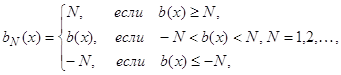 N, если b(x) ≥ N,
b_N(x) = { b(x), если − N < b(x) < N, N = 1,2,…,
− N, если b(x) ≤ −N,